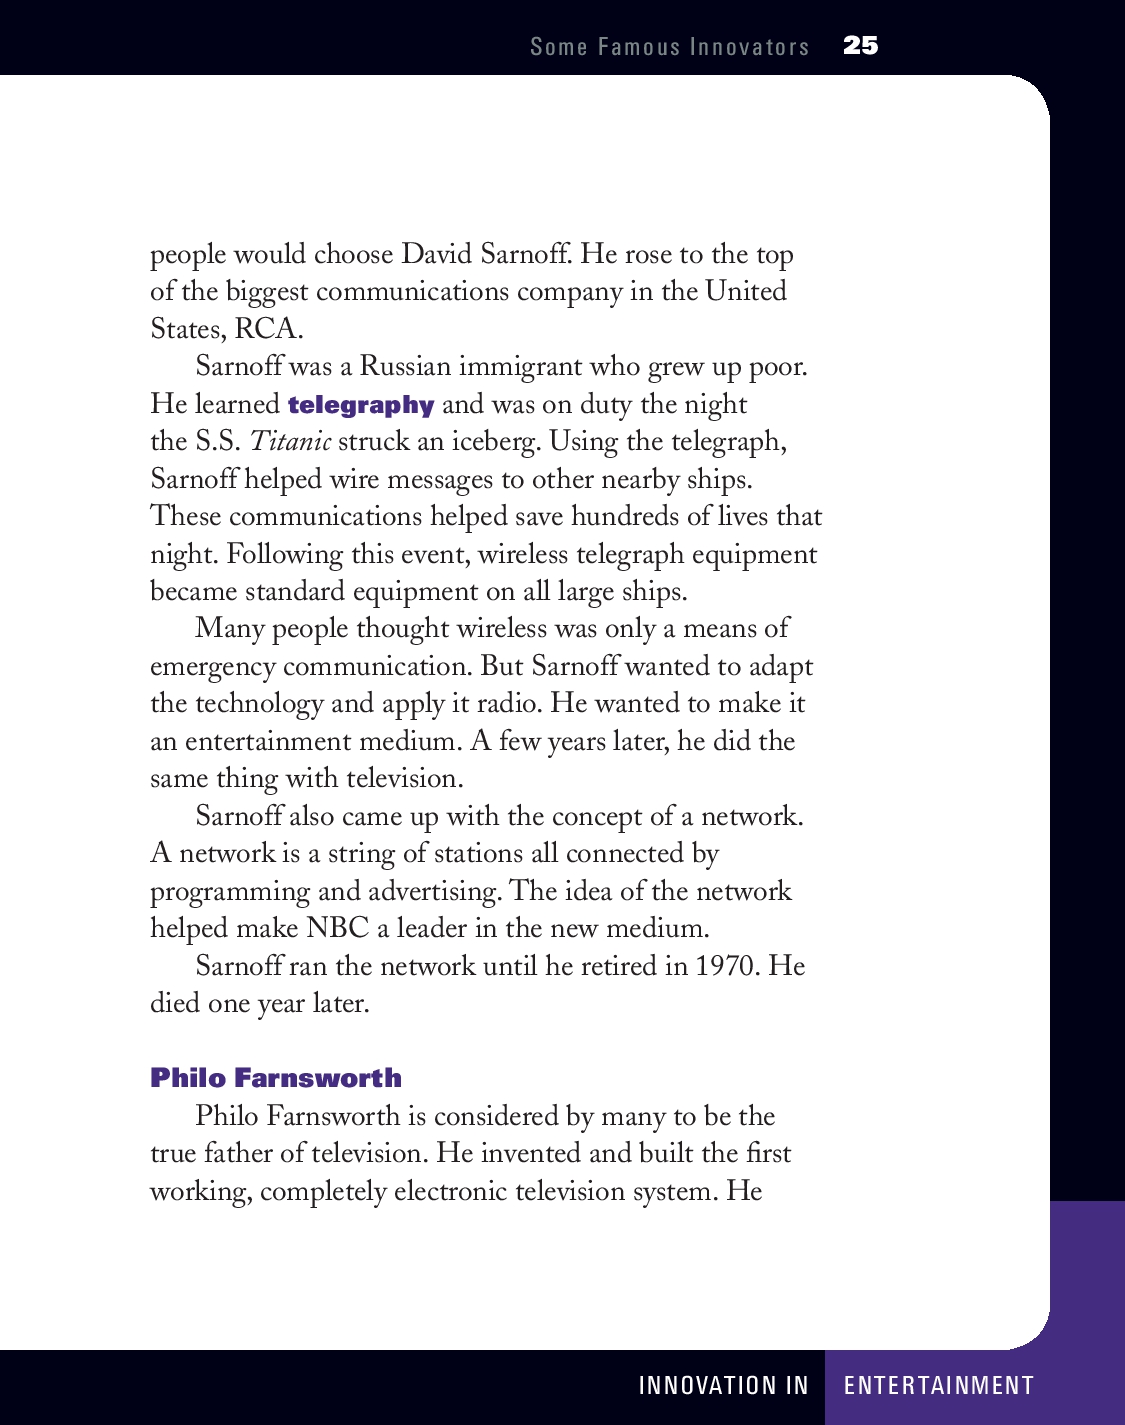 Some Famous Innovators 25
people would choose David Sarnoff. He rose to the top
of the biggest communications company in the United
States, RCA.
Sarnoff was a Russian immigrant who grew up poor.
He learned telegraphy and was on duty the night
the S.S. Titanic struck an iceberg. Using the telegraph,
Sarnoff helped wire messages to other nearby ships.
These communications helped save hundreds of lives that
night. Following this event, wireless telegraph equipment
became standard equipment on all large ships.
Many people thought wireless was only a means of
emergency communication. But Sarnoff wanted to adapt
the technology and apply it radio. He wanted to make it
an entertainment medium. A few years later, he did the
same thing with television.
Sarnoff also came up with the concept of a network.
A network is a string of stations all connected by
programming and advertising. The idea of the network
helped make NBC a leader in the new medium.
Sarnoff ran the network until he retired in 1970. He
died one year later.
Philo Farnsworth
Philo Farnsworth is considered by many to be the
true father of television. He invented and built the first
working, completely electronic television system. He
INNOVATION IN ENTERTAINMENT